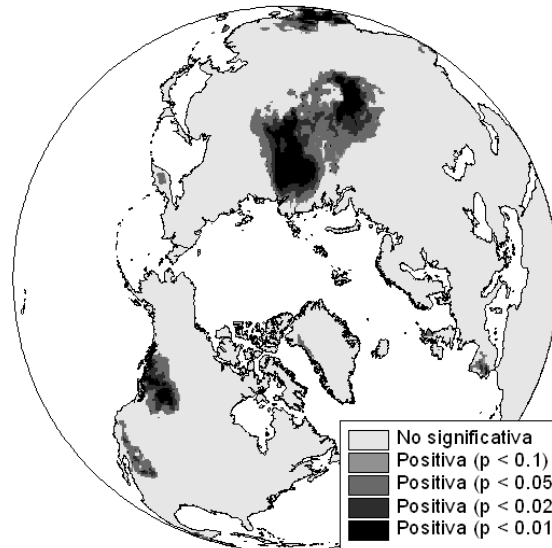 No significativa
Positiva (p < 0.1)
Positiva (p < 0.05
Positiva (p < 0.02
Positiva (p < 0.01